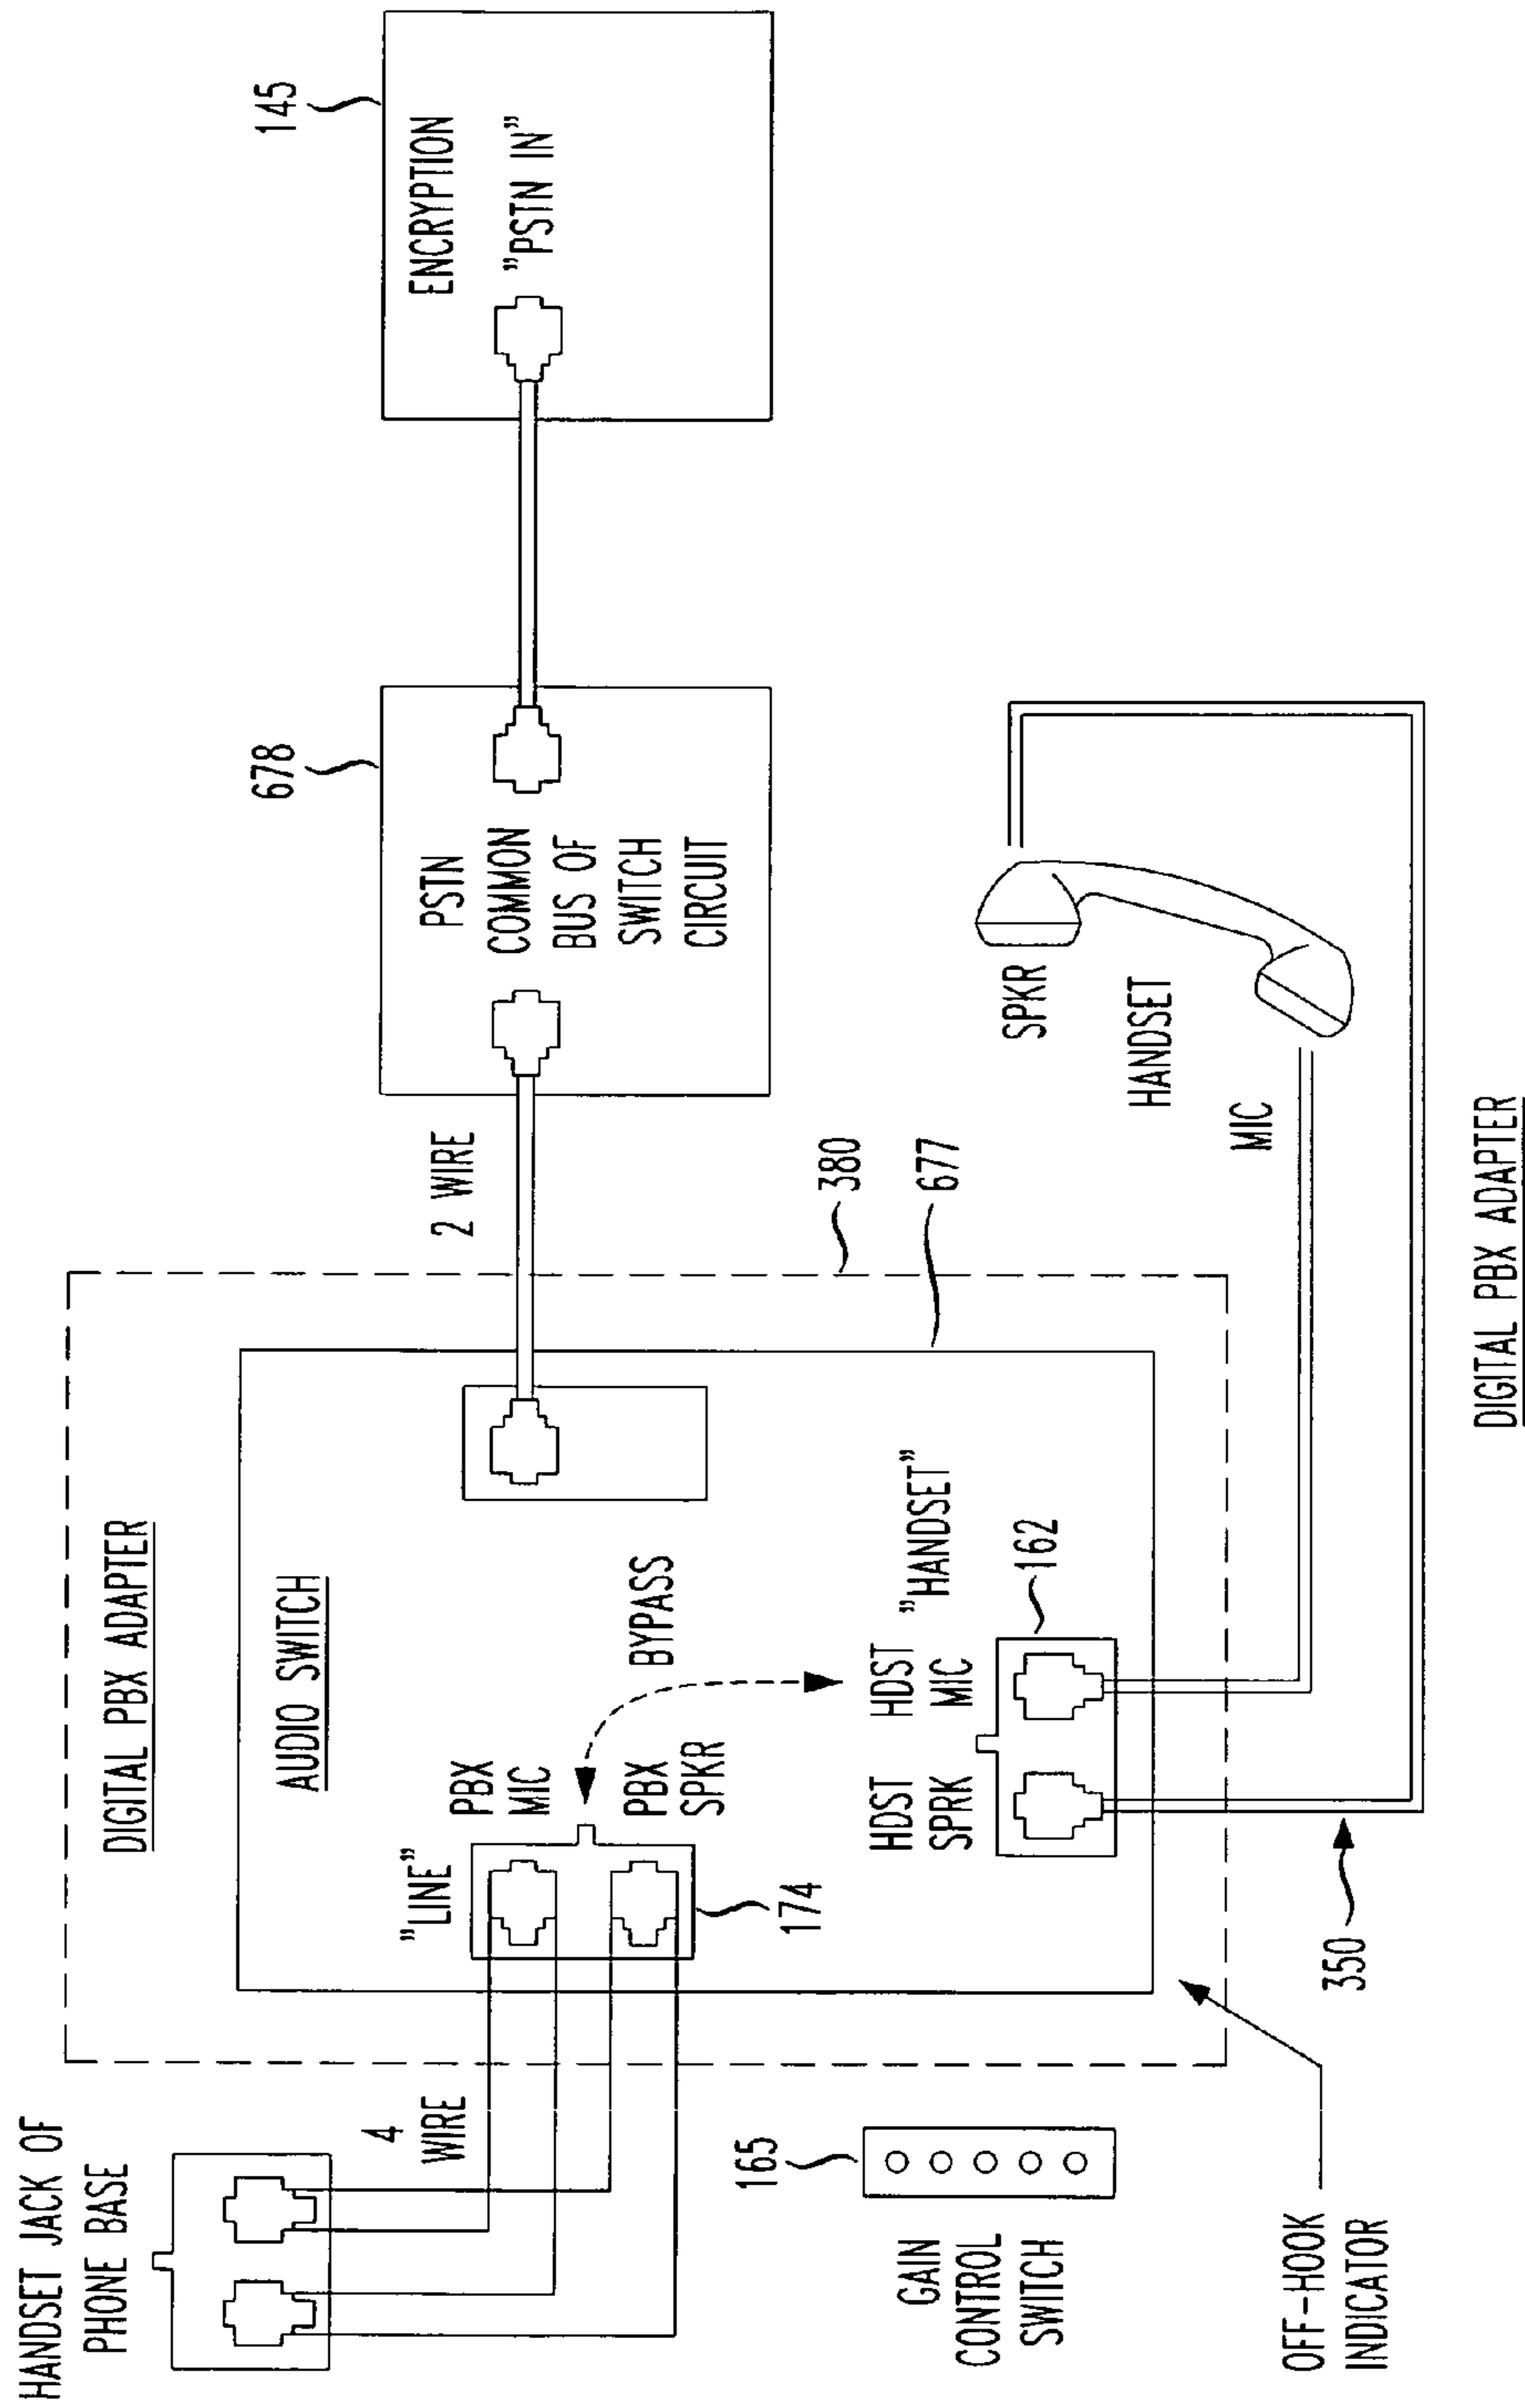 HANDSET JACK OF
PHONE BASE
4
WIRE
DIGITAL PBX ADAPTER
AUDIO SWITCH
"LINE"
PBX
MIC
PBX
SPKR
174
BYPASS
HDST
SPRK
HDST
MIC
"HANDSET"
162
2 WIRE
380
677
678
PSTN
COMMON
BUS OF
SWITCH
CIRCUIT
145
ENCRYPTION
"PSTN IN"
165
GAIN
CONTROL
SWITCH
OFF-HOOK
INDICATOR
350
MIC
HANDSET
SPKR
DIGITAL PBX ADAPTER